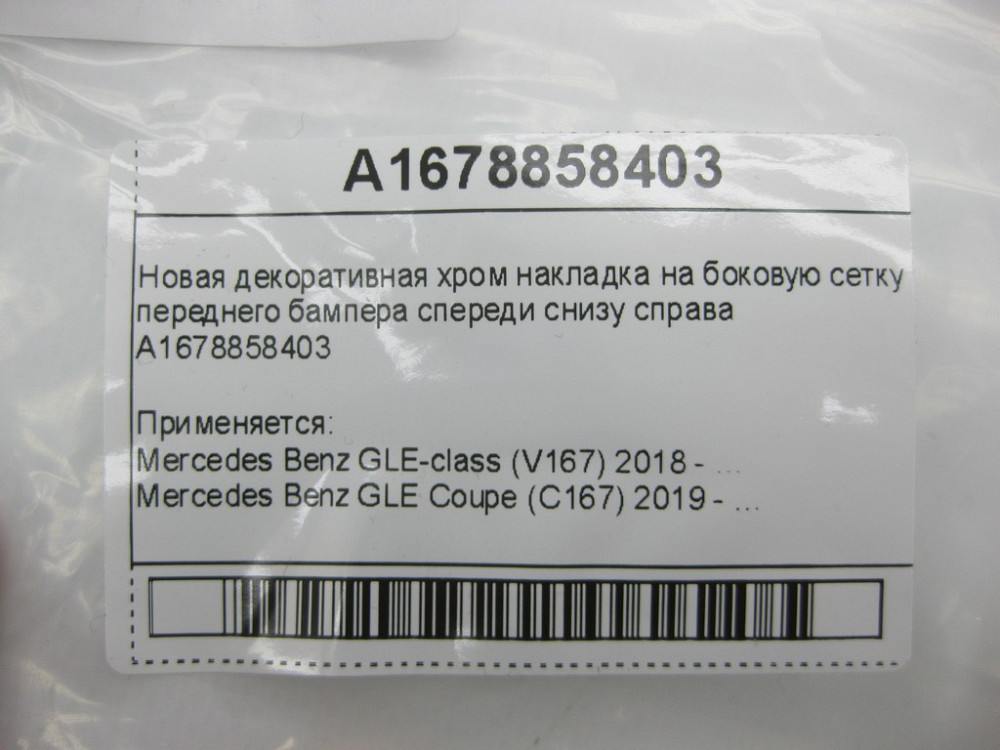 A1678858403
Новая декоративная хром накладка на боковую сетку
переднего бампера спереди снизу справа
A1678858403
Применяется:
Mercedes Benz GLE-class (V167) 2018 - ...
Mercedes Benz GLE Coupe (C167) 2019 - ...